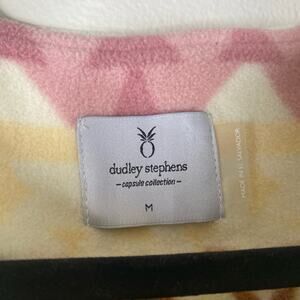 dudley stephens
-capsule collection-
M
MADE IN EL SALVADOR